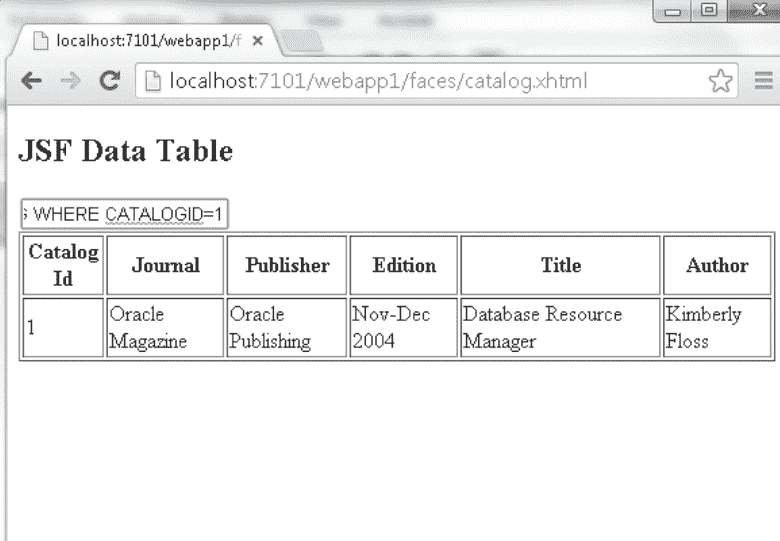 localhost:7101/webapp1/f
localhost:7101/webapp1/faces/catalog.xhtml
JSF Data Table
WHERE CATALOGID=1
Catalog Id Journal Publisher Edition Title Author
1 Oracle Magazine Oracle Publishing Nov-Dec 2004 Database Resource Manager Kimberly Floss